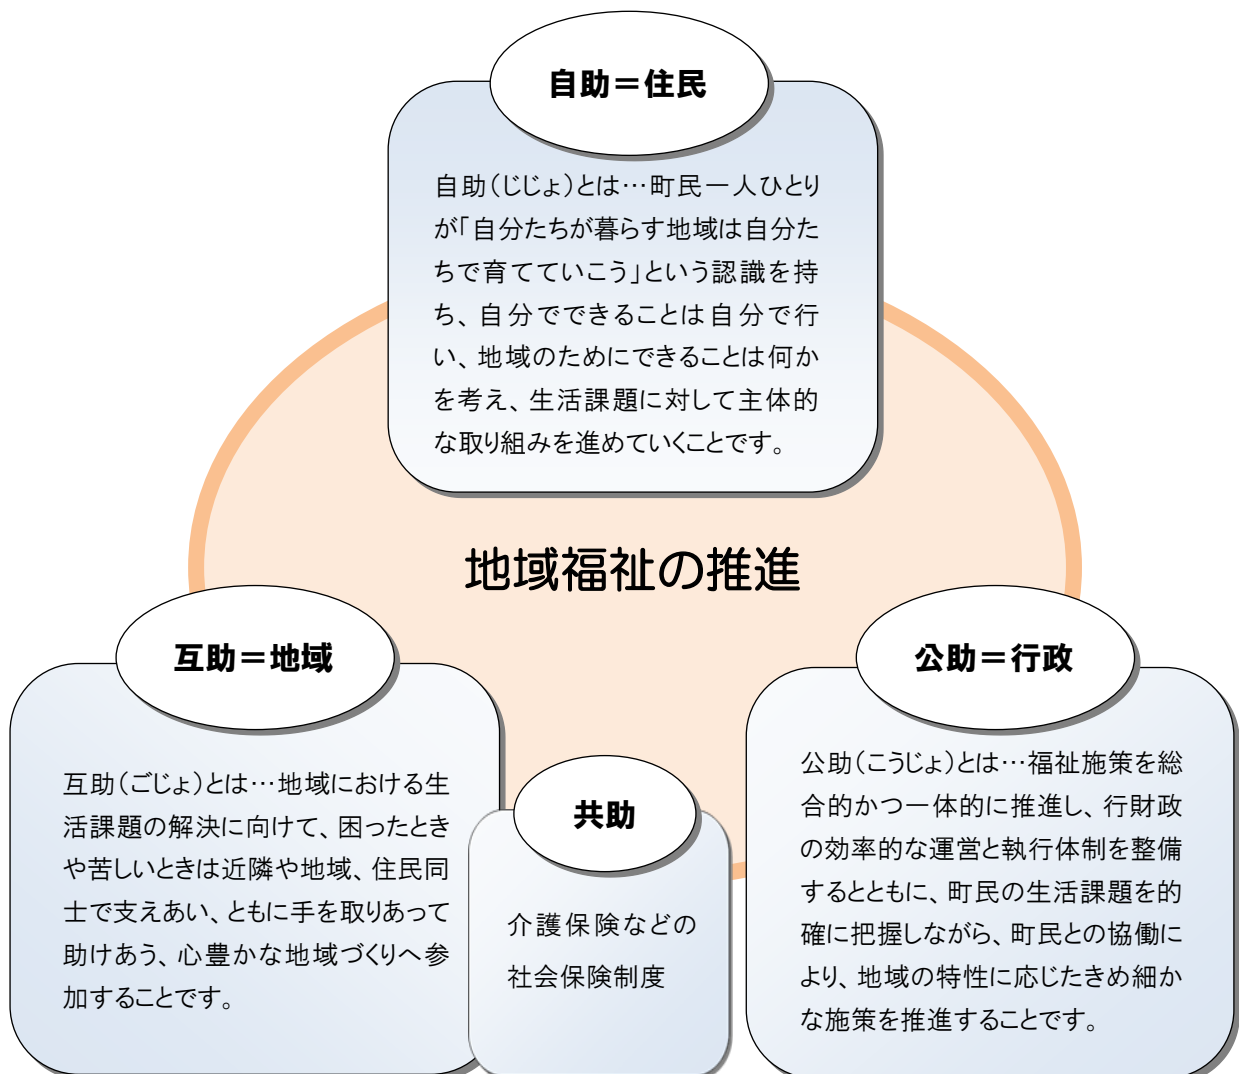 自助＝住民
自助（じじょ）とは…町民一人ひとり
が「自分たちが暮らす地域は自分た
ちで育てていこう」という認識を持
ち、自分でできることは自分で行
い、地域のためにできることは何か
を考え、生活課題に対して主体的
な取り組みを進めていくことです。
地域福祉の推進
互助＝地域
互助（ごじょ）とは…地域における生
活課題の解決に向けて、困ったとき
や苦しいときは近隣や地域、住民同
士で支えあい、ともに手を取りあって
助けあう、心豊かな地域づくりへ参
加することです。
共助
介護保険などの
社会保険制度
公助＝行政
公助（こうじょ）とは…福祉施策を総
合的かつ一体的に推進し、行財政
の効率的な運営と執行体制を整備
するとともに、町民の生活課題を的
確に把握しながら、町民との協働に
より、地域の特性に応じたきめ細か
な施策を推進することです。